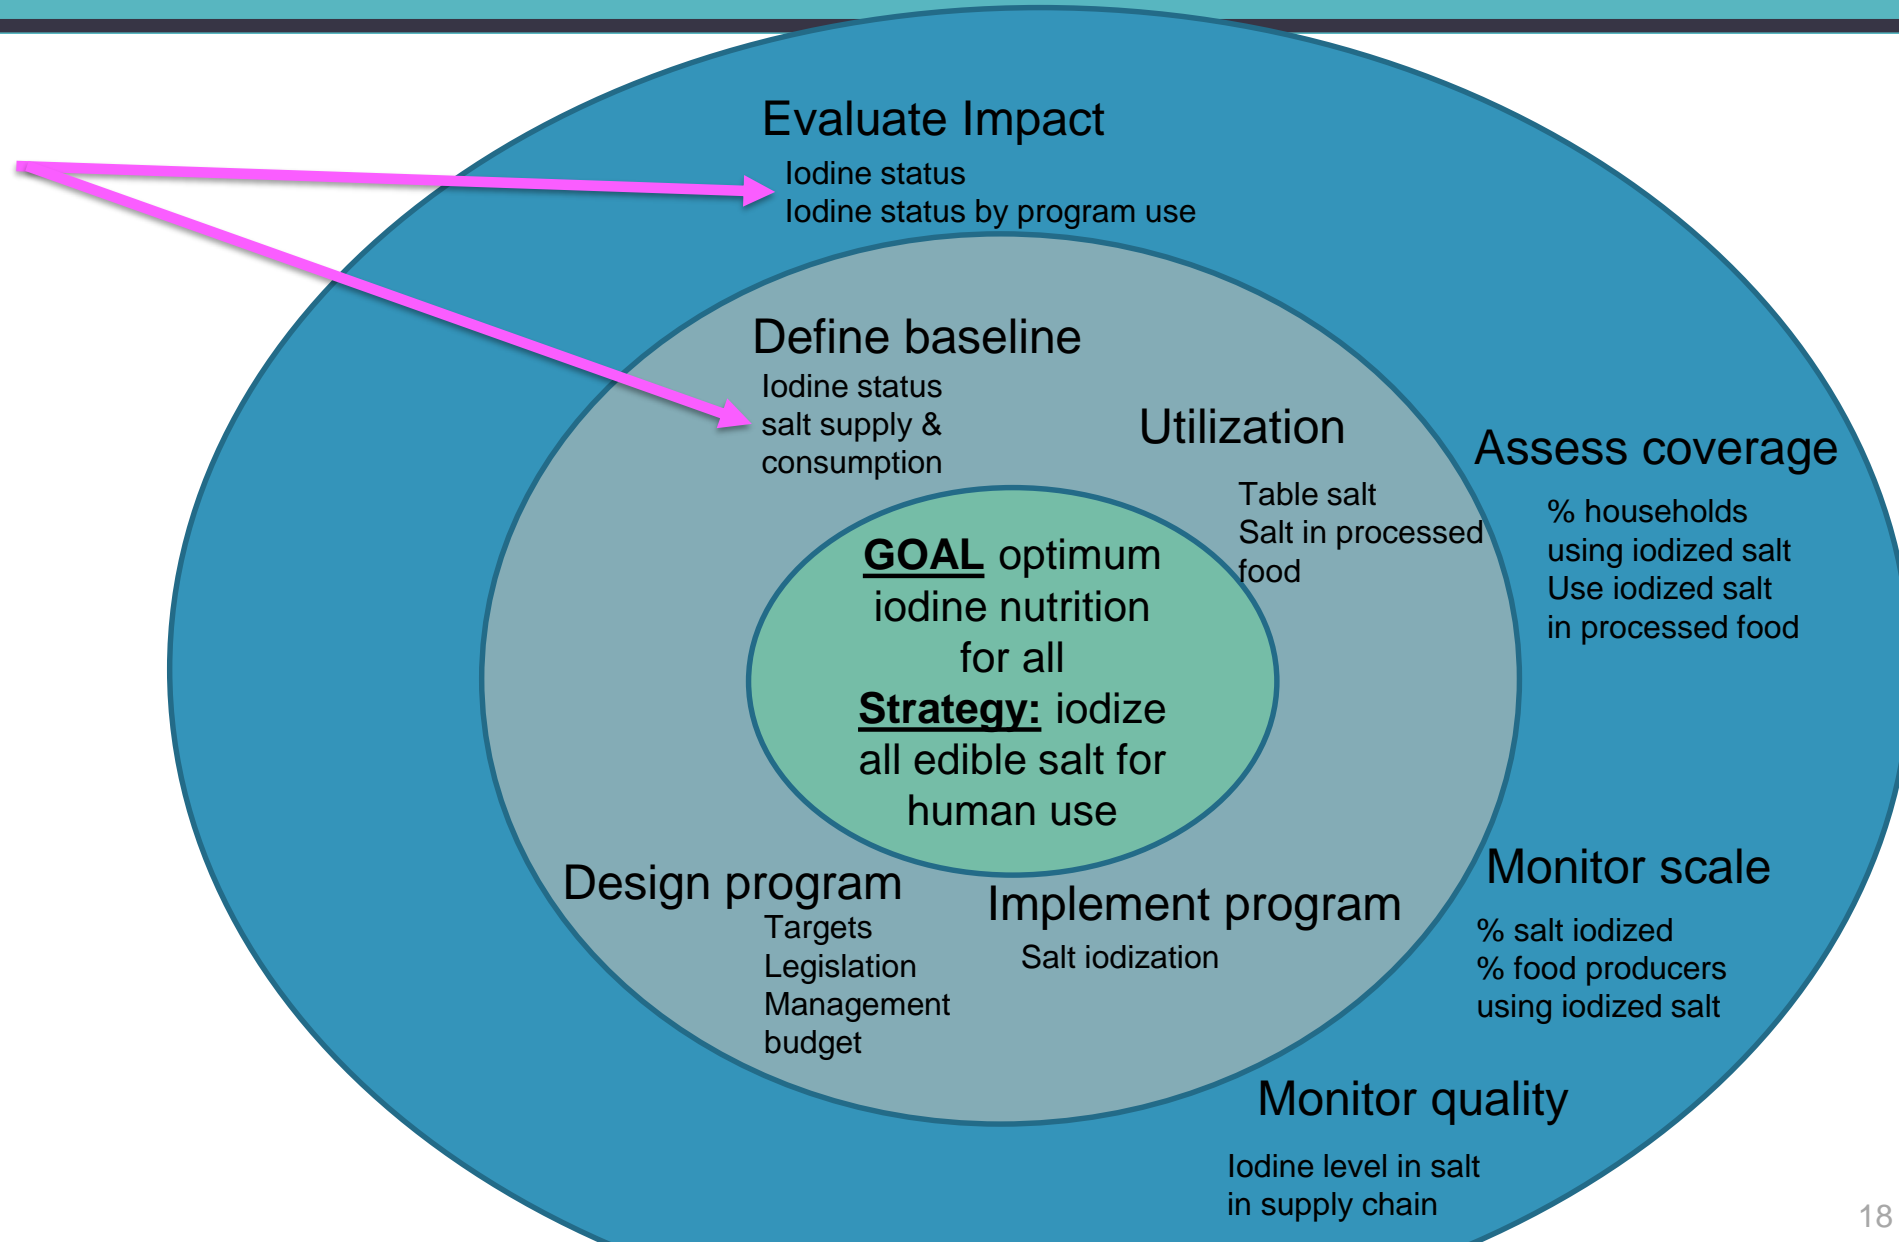 Evaluate Impact
Iodine status
Iodine status by program use
Define baseline
Iodine status
salt supply &
consumption
Utilization
Table salt
Salt in processed
food
Assess coverage
% households
using iodized salt
Use iodized salt
in processed food
GOAL optimum
iodine nutrition
for all
Strategy: iodize
all edible salt for
human use
Design program
Targets
Legislation
Management
budget
Implement program
Salt iodization
Monitor scale
% salt iodized
% food producers
using iodized salt
Monitor quality
Iodine level in salt
in supply chain
18